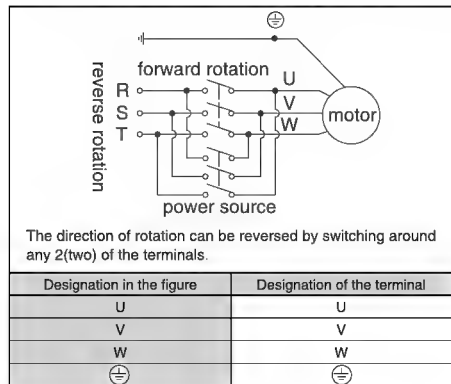 forward rotation
reverse rotation
R
S
T
U
V
W
motor
power source
The direction of rotation can be reversed by switching around
any 2(two) of the terminals.
Designation in the figure Designation of the terminal
U U
V V
W W